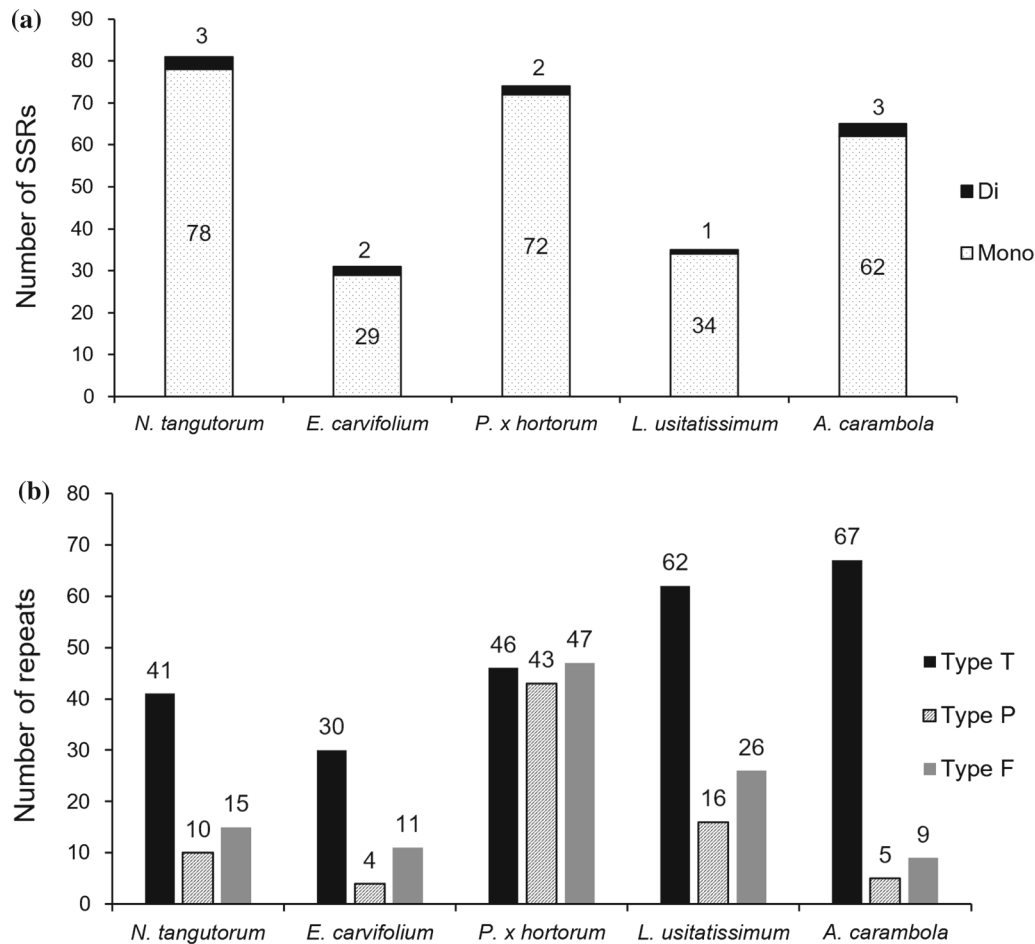 (a)
Number of SSRs
90
80
70
60
50
40
30
20
10
0
3
78
2
29
2
72
1
34
3
62
Di
Mono
N. tangutorum
E. carvifolium
P. x hortorum
L. usitatissimum
A. carambola
(b)
Number of repeats
80
70
60
50
40
30
20
10
0
41
10
15
30
4
11
46
43
47
62
16
26
67
5
9
Type T
Type P
Type F
N. tangutorum
E. carvifolium
P. x hortorum
L. usitatissimum
A. carambola